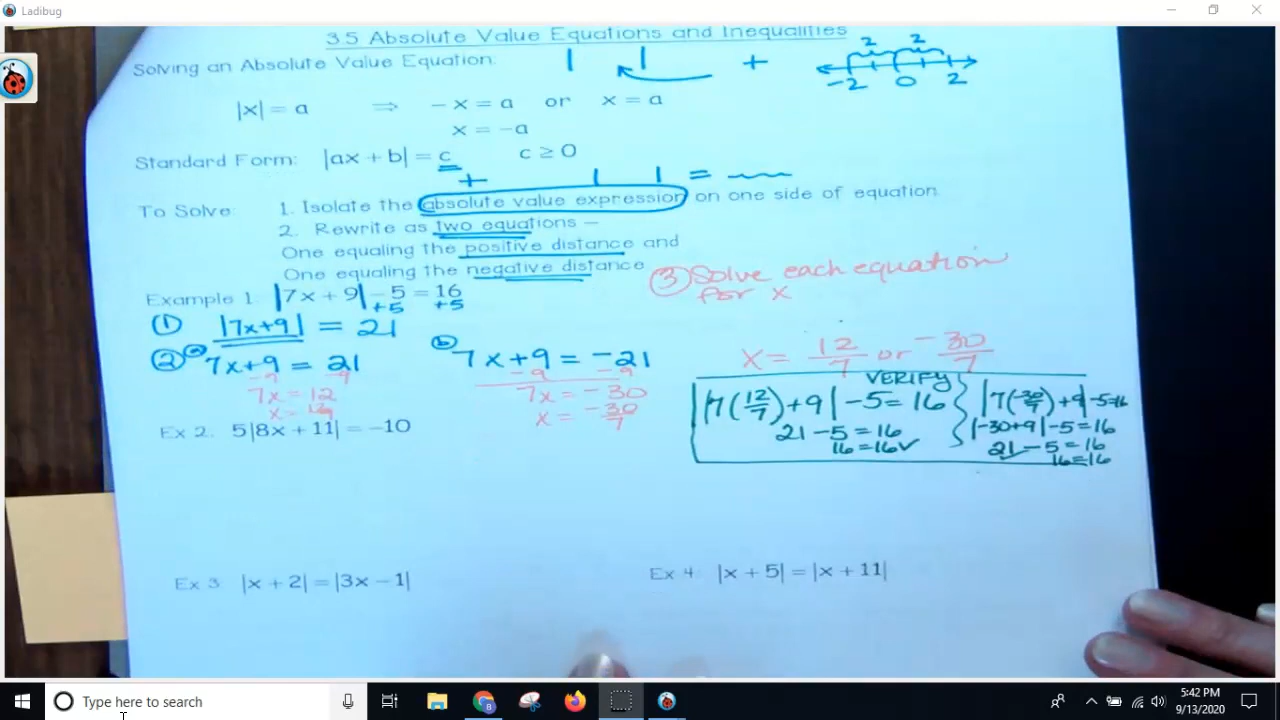 Ladibug
3.5 Absolute Value Equations and Inequalities
Solving an Absolute Value Equation: | | +
2 2
-2 0 2
|x| = a ⇒ -x = a or x = a
x = -a
Standard Form: |ax + b| = c c ≥ 0
+ | | =
To Solve: 1. Isolate the absolute value expression on one side of equation.
2. Rewrite as two equations –
One equaling the positive distance and
One equaling the negative distance
③ Solve each equation
for x
Example 1: |7x + 9| - 5 = 16
+5 +5
① |7x+9| = 21
② ⓐ 7x+9 = 21
-9 -9
7x = 12
x = 12/7
ⓑ 7x+9 = -21
-9 -9
7x = -30
x = -30/7
x = 12/7 or -30/7
VERIFY
|7(12/7)+9| -5 = 16
21 -5 = 16
16 = 16 ✓
|7(-30/7)+9| -5=16
|-30+9| -5 = 16
21 -5 = 16
16=16
Ex 2. 5|8x + 11| = -10
Ex 3 |x + 2| = |3x - 1|
Ex 4: |x + 5| = |x + 11|
Type here to search
5:42 PM
9/13/2020